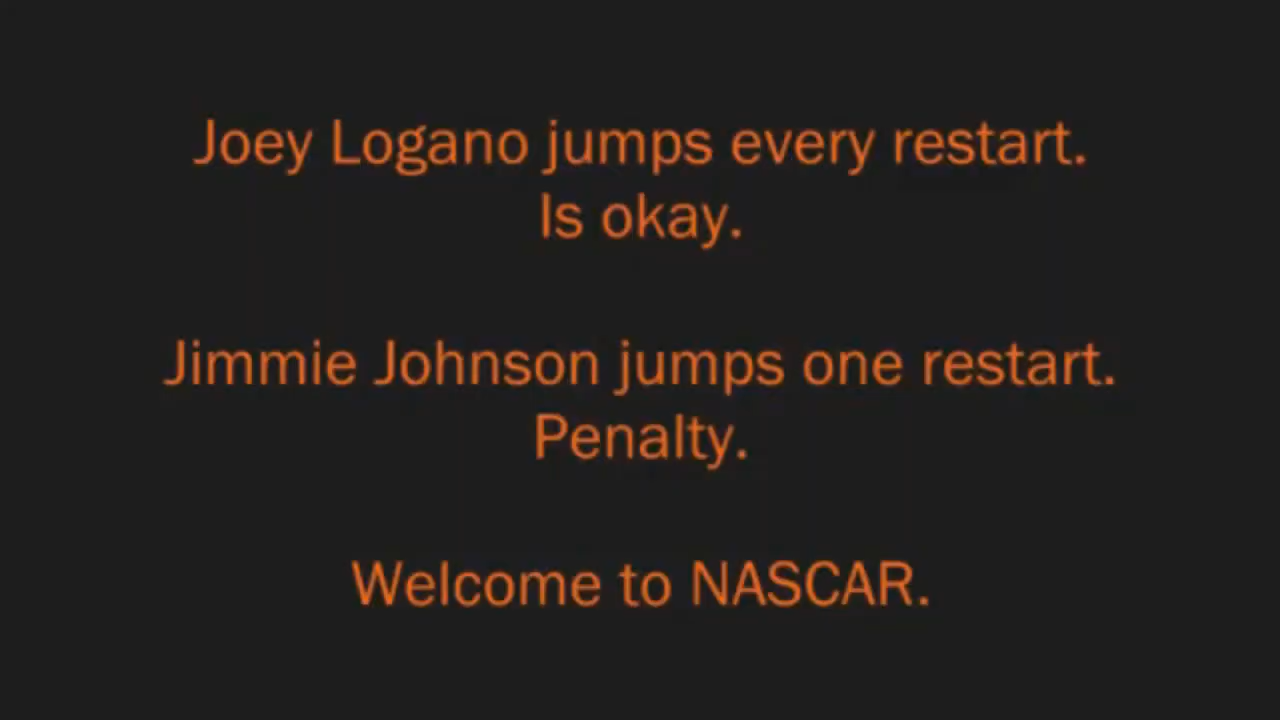 Joey Logano jumps every restart.
Is okay.
Jimmie Johnson jumps one restart.
Penalty.
Welcome to NASCAR.